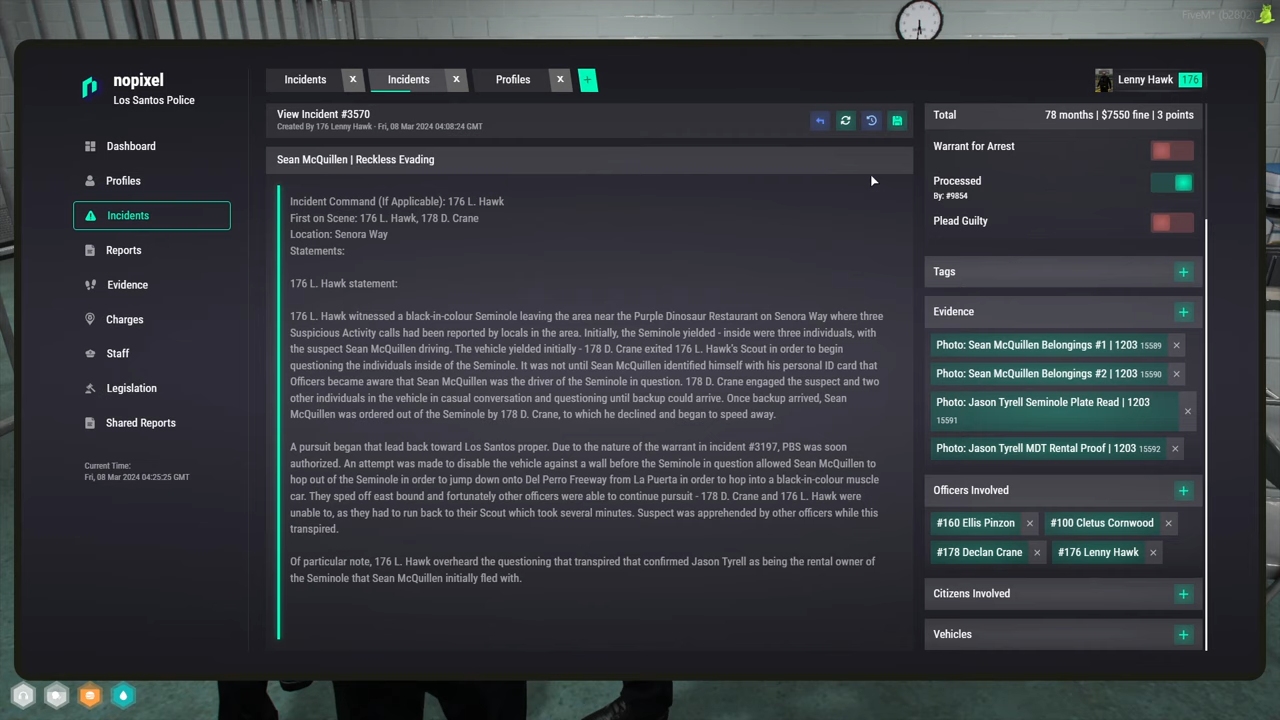 FiveM* (b2802)
nopixel
Los Santos Police
Dashboard
Profiles
Incidents
Reports
Evidence
Charges
Staff
Legislation
Shared Reports
Current Time:
Fri, 08 Mar 2024 04:25:25 GMT
Incidents x
Incidents x
Profiles x
+
Lenny Hawk 176
View Incident #3570
Created By 176 Lenny Hawk - Fri, 08 Mar 2024 04:08:24 GMT
Sean McQuillen | Reckless Evading
Incident Command (If Applicable): 176 L. Hawk
First on Scene: 176 L. Hawk, 178 D. Crane
Location: Senora Way
Statements:
176 L. Hawk statement:
176 L. Hawk witnessed a black-in-colour Seminole leaving the area near the Purple Dinosaur Restaurant on Senora Way where three
Suspicious Activity calls had been reported by locals in the area. Initially, the Seminole yielded - inside were three individuals, with
the suspect Sean McQuillen driving. The vehicle yielded initially - 178 D. Crane exited 176 L. Hawk's Scout in order to begin
questioning the individuals inside of the Seminole. It was not until Sean McQuillen identified himself with his personal ID card that
Officers became aware that Sean McQuillen was the driver of the Seminole in question. 178 D. Crane engaged the suspect and two
other individuals in the vehicle in casual conversation and questioning until backup could arrive. Once backup arrived, Sean
McQuillen was ordered out of the Seminole by 178 D. Crane, to which he declined and began to speed away.
A pursuit began that lead back toward Los Santos proper. Due to the nature of the warrant in incident #3197, PBS was soon
authorized. An attempt was made to disable the vehicle against a wall before the Seminole in question allowed Sean McQuillen to
hop out of the Seminole in order to jump down onto Del Perro Freeway from La Puerta in order to hop into a black-in-colour muscle
car. They sped off east bound and fortunately other officers were able to continue pursuit - 178 D. Crane and 176 L. Hawk were
unable to, as they had to run back to their Scout which took several minutes. Suspect was apprehended by other officers while this
transpired.
Of particular note, 176 L. Hawk overheard the questioning that transpired that confirmed Jason Tyrell as being the rental owner of
the Seminole that Sean McQuillen initially fled with.
Total 78 months | $7550 fine | 3 points
Warrant for Arrest
Processed
By: #9854
Plead Guilty
Tags +
Evidence +
Photo: Sean McQuillen Belongings #1 | 1203 15589 ×
Photo: Sean McQuillen Belongings #2 | 1203 15590 ×
Photo: Jason Tyrell Seminole Plate Read | 1203
15591 ×
Photo: Jason Tyrell MDT Rental Proof | 1203 15592 ×
Officers Involved +
#160 Ellis Pinzon × #100 Cletus Cornwood ×
#178 Declan Crane × #176 Lenny Hawk ×
Citizens Involved +
Vehicles +